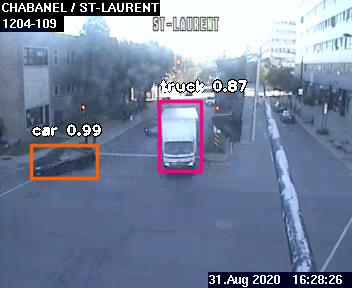 CHABANEL / ST-LAURENT
1204-109
ST-LAURENT
truck 0.87
car 0.99
31.Aug 2020 16:28:26